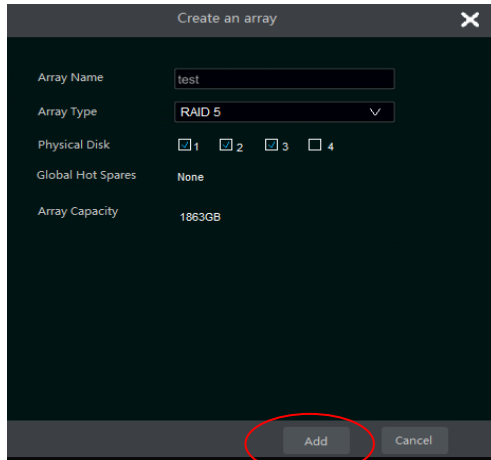 Create an array
Array Name test
Array Type RAID 5
Physical Disk 1 2 3 4
Global Hot Spares None
Array Capacity 1863GB
Add Cancel